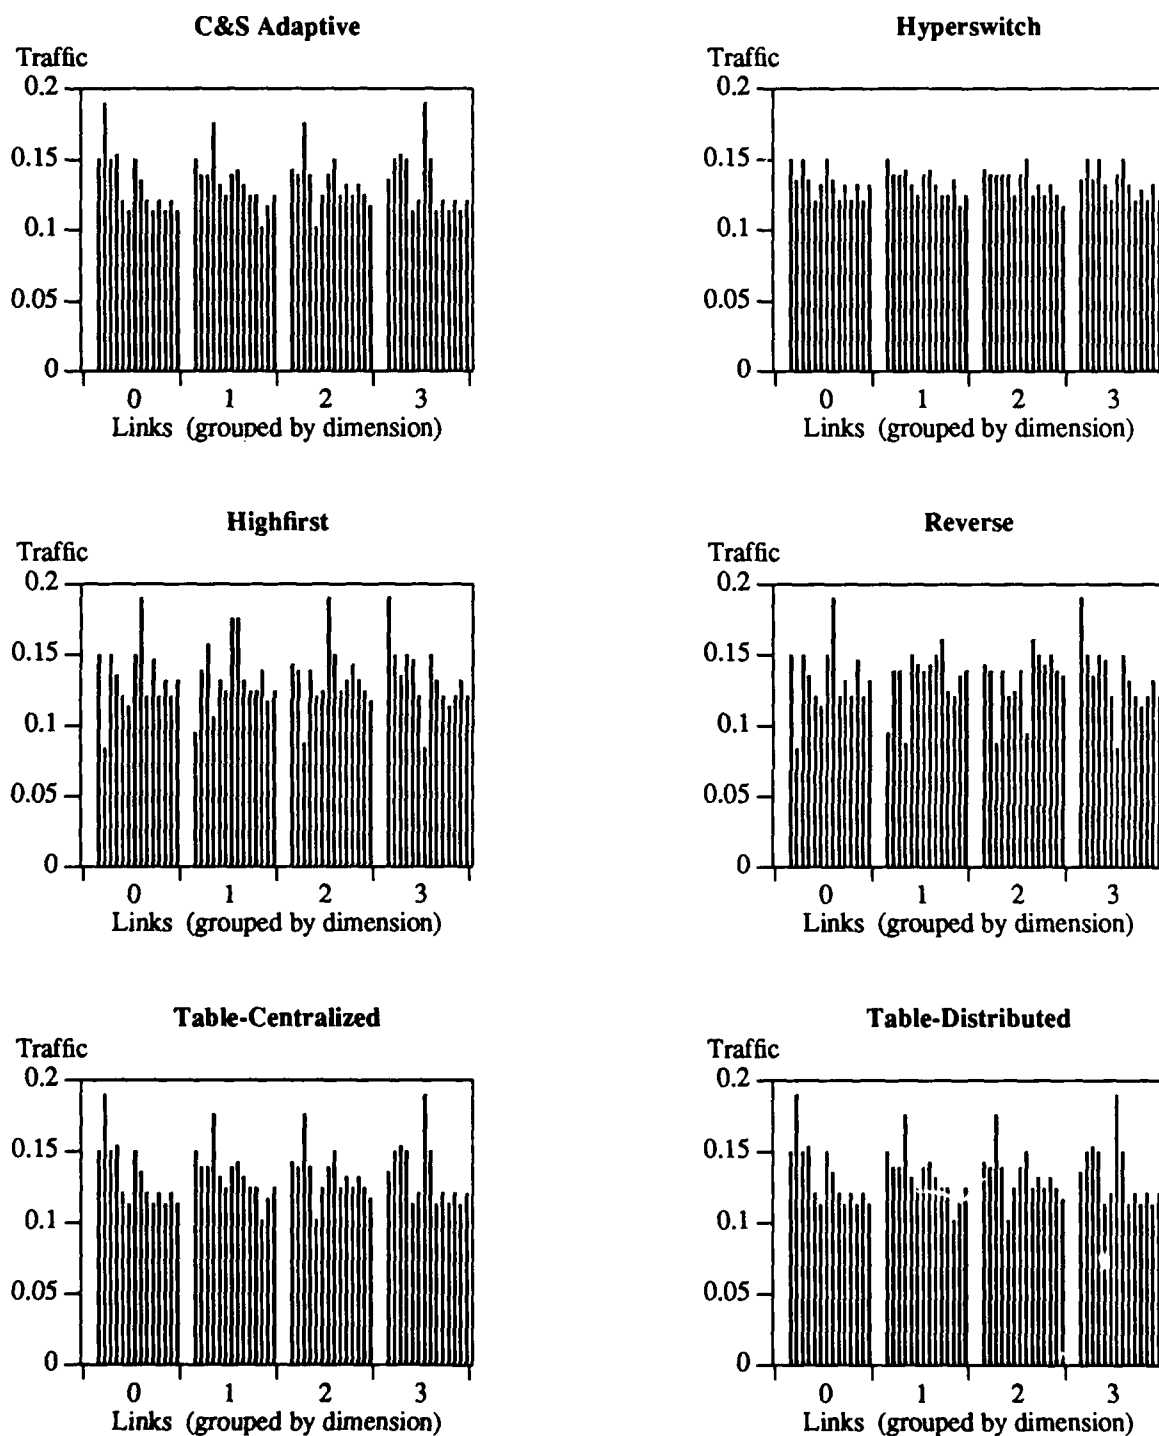 C&S Adaptive
Traffic
0.2
0.15
0.1
0.05
0
0 1 2 3
Links (grouped by dimension)
Hyperswitch
0.2
0.15
0.1
0.05
0
0 1 2 3
Links (grouped by dimension)
Highfirst
Traffic
0.2
0.15
0.1
0.05
0
0 1 2 3
Links (grouped by dimension)
Reverse
Traffic
0.2
0.15
0.1
0.05
0
0 1 2 3
Links (grouped by dimension)
Table-Centralized
Traffic
0.2
0.15
0.1
0.05
0
0 1 2 3
Links (grouped by dimension)
Table-Distributed
Traffic
0.2
0.15
0.1
0.05
0
0 1 2 3
Links (grouped by dimension)